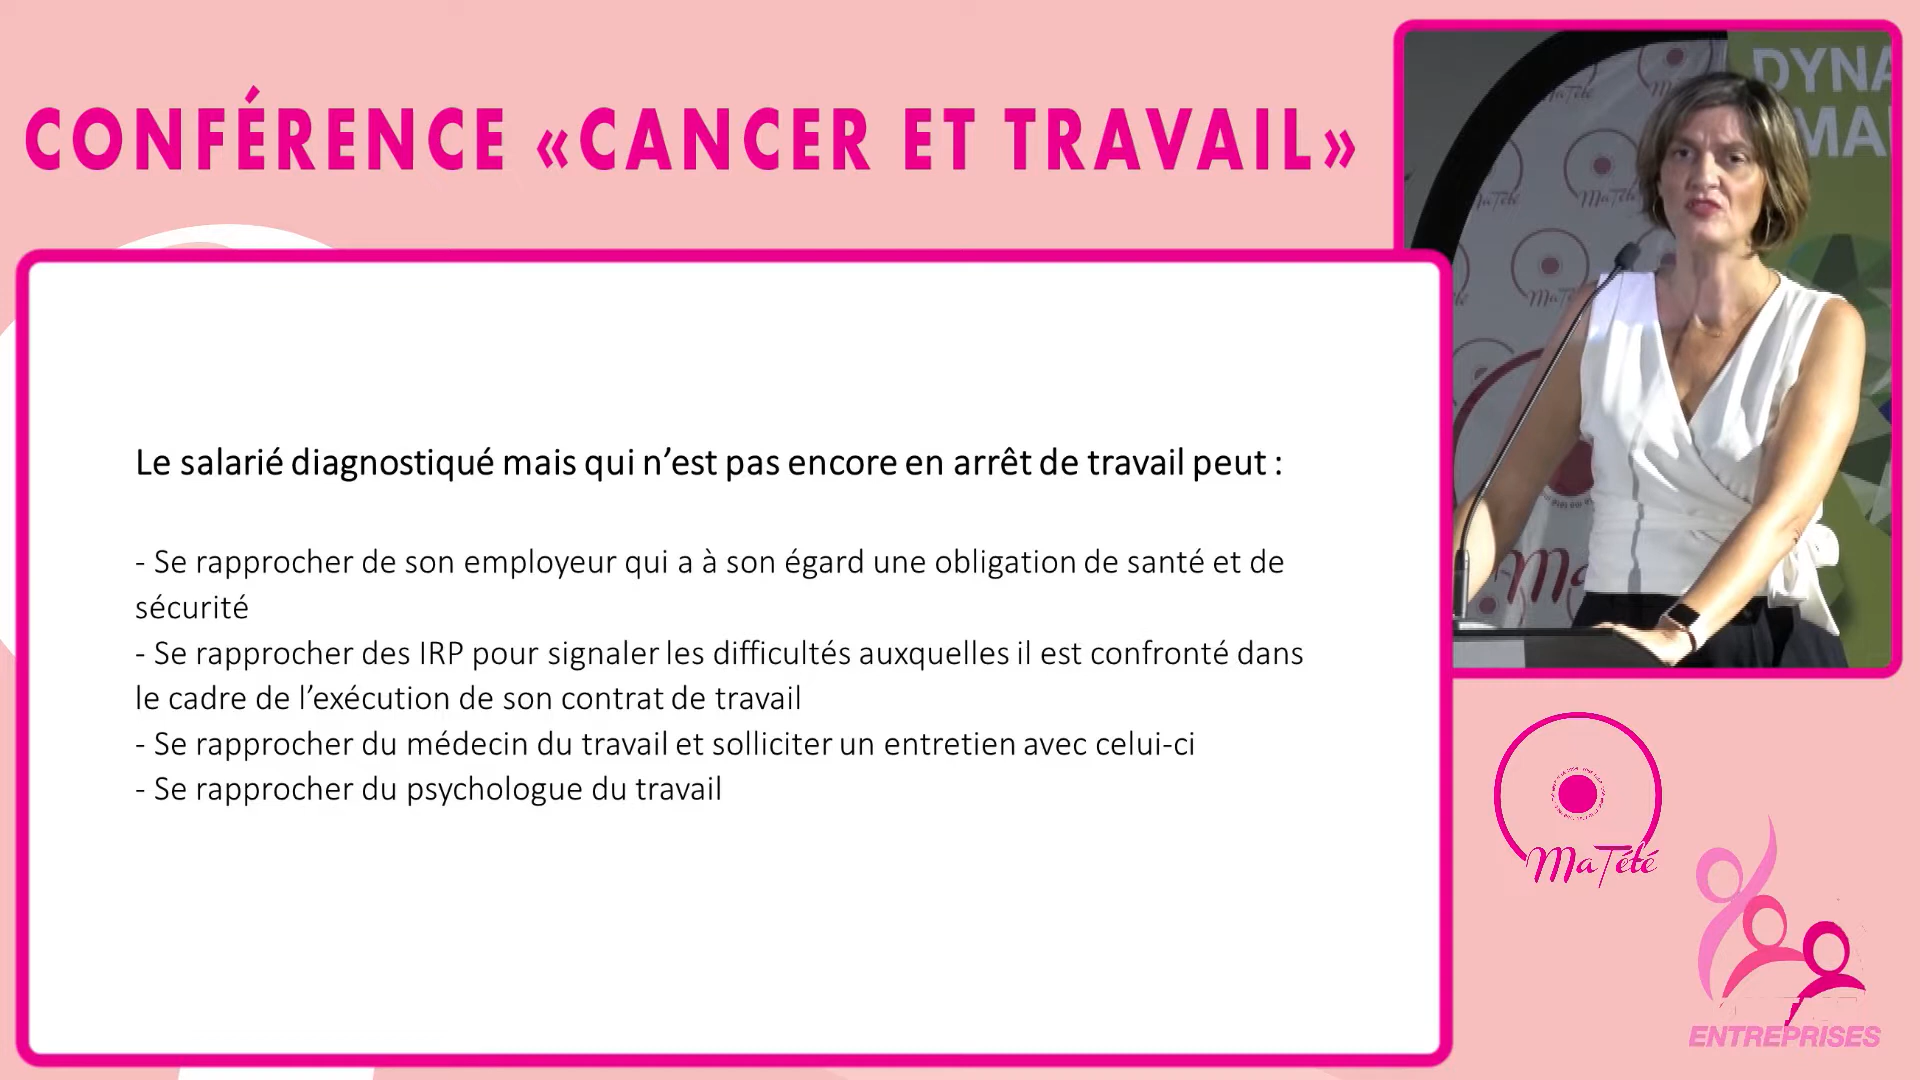 CONFÉRENCE «CANCER ET TRAVAIL»
DYNA
MA
MaTété
MaTété
Le salarié diagnostiqué mais qui n’est pas encore en arrêt de travail peut :
- Se rapprocher de son employeur qui a à son égard une obligation de santé et de
sécurité
- Se rapprocher des IRP pour signaler les difficultés auxquelles il est confronté dans
le cadre de l’exécution de son contrat de travail
- Se rapprocher du médecin du travail et solliciter un entretien avec celui-ci
- Se rapprocher du psychologue du travail
MaTété
ENTREPRISES